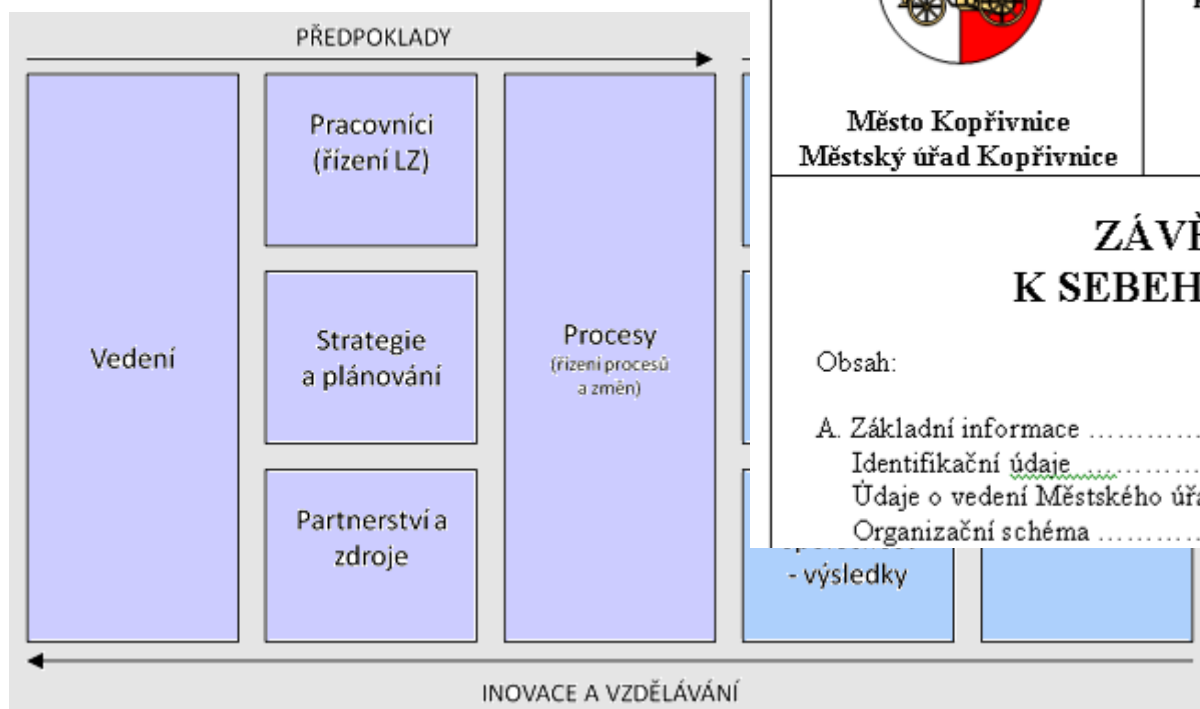 PŘEDPOKLADY
Vedení
Pracovníci
(řízení LZ)
Strategie
a plánování
Partnerství a
zdroje
Procesy
(řízení procesů
a změn)
- výsledky
INOVACE A VZDĚLÁVÁNÍ
Město Kopřivnice
Městský úřad Kopřivnice
K
Obsah:
A. Základní informace ............
Identifikační údaje ............
Údaje o vedení Městského
Organizační schéma ............